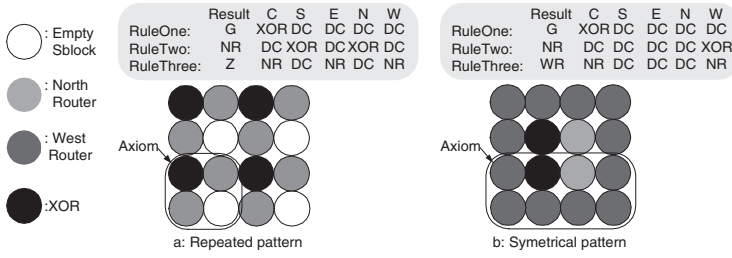 : Empty
Sblock
: North
Router
: West
Router
:XOR
Result C S E N W
RuleOne: G XOR DC DC DC DC
RuleTwo: NR DC XOR DC XOR DC
RuleThree: Z NR DC NR DC NR
Axiom
a: Repeated pattern
Result C S E N W
RuleOne: G XOR DC DC DC DC
RuleTwo: NR DC DC DC DC XOR
RuleThree: WR NR DC DC DC NR
Axiom
b: Symetrical pattern